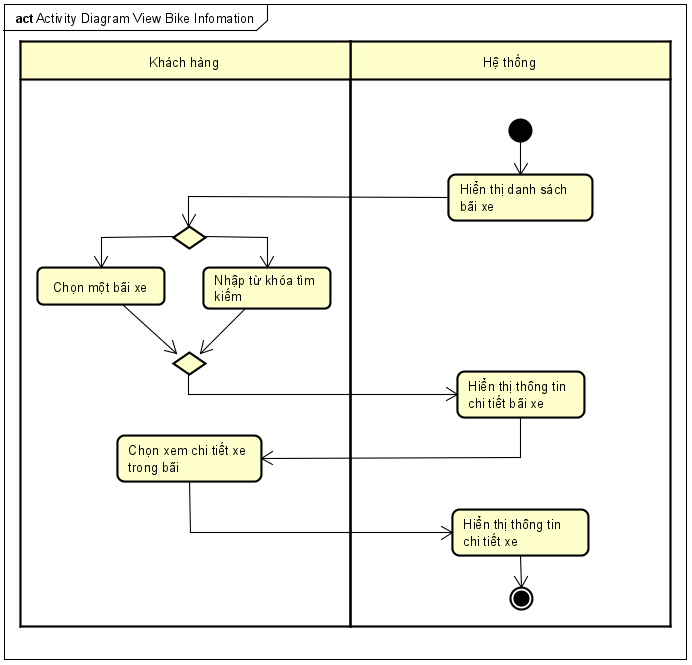 act Activity Diagram View Bike Infomation
Khách hàng
Hệ thống
Hiển thị danh sách
bãi xe
Chọn một bãi xe
Nhập từ khóa tìm
kiếm
Hiển thị thông tin
chi tiết bãi xe
Chọn xem chi tiết xe
trong bãi
Hiển thị thông tin
chi tiết xe